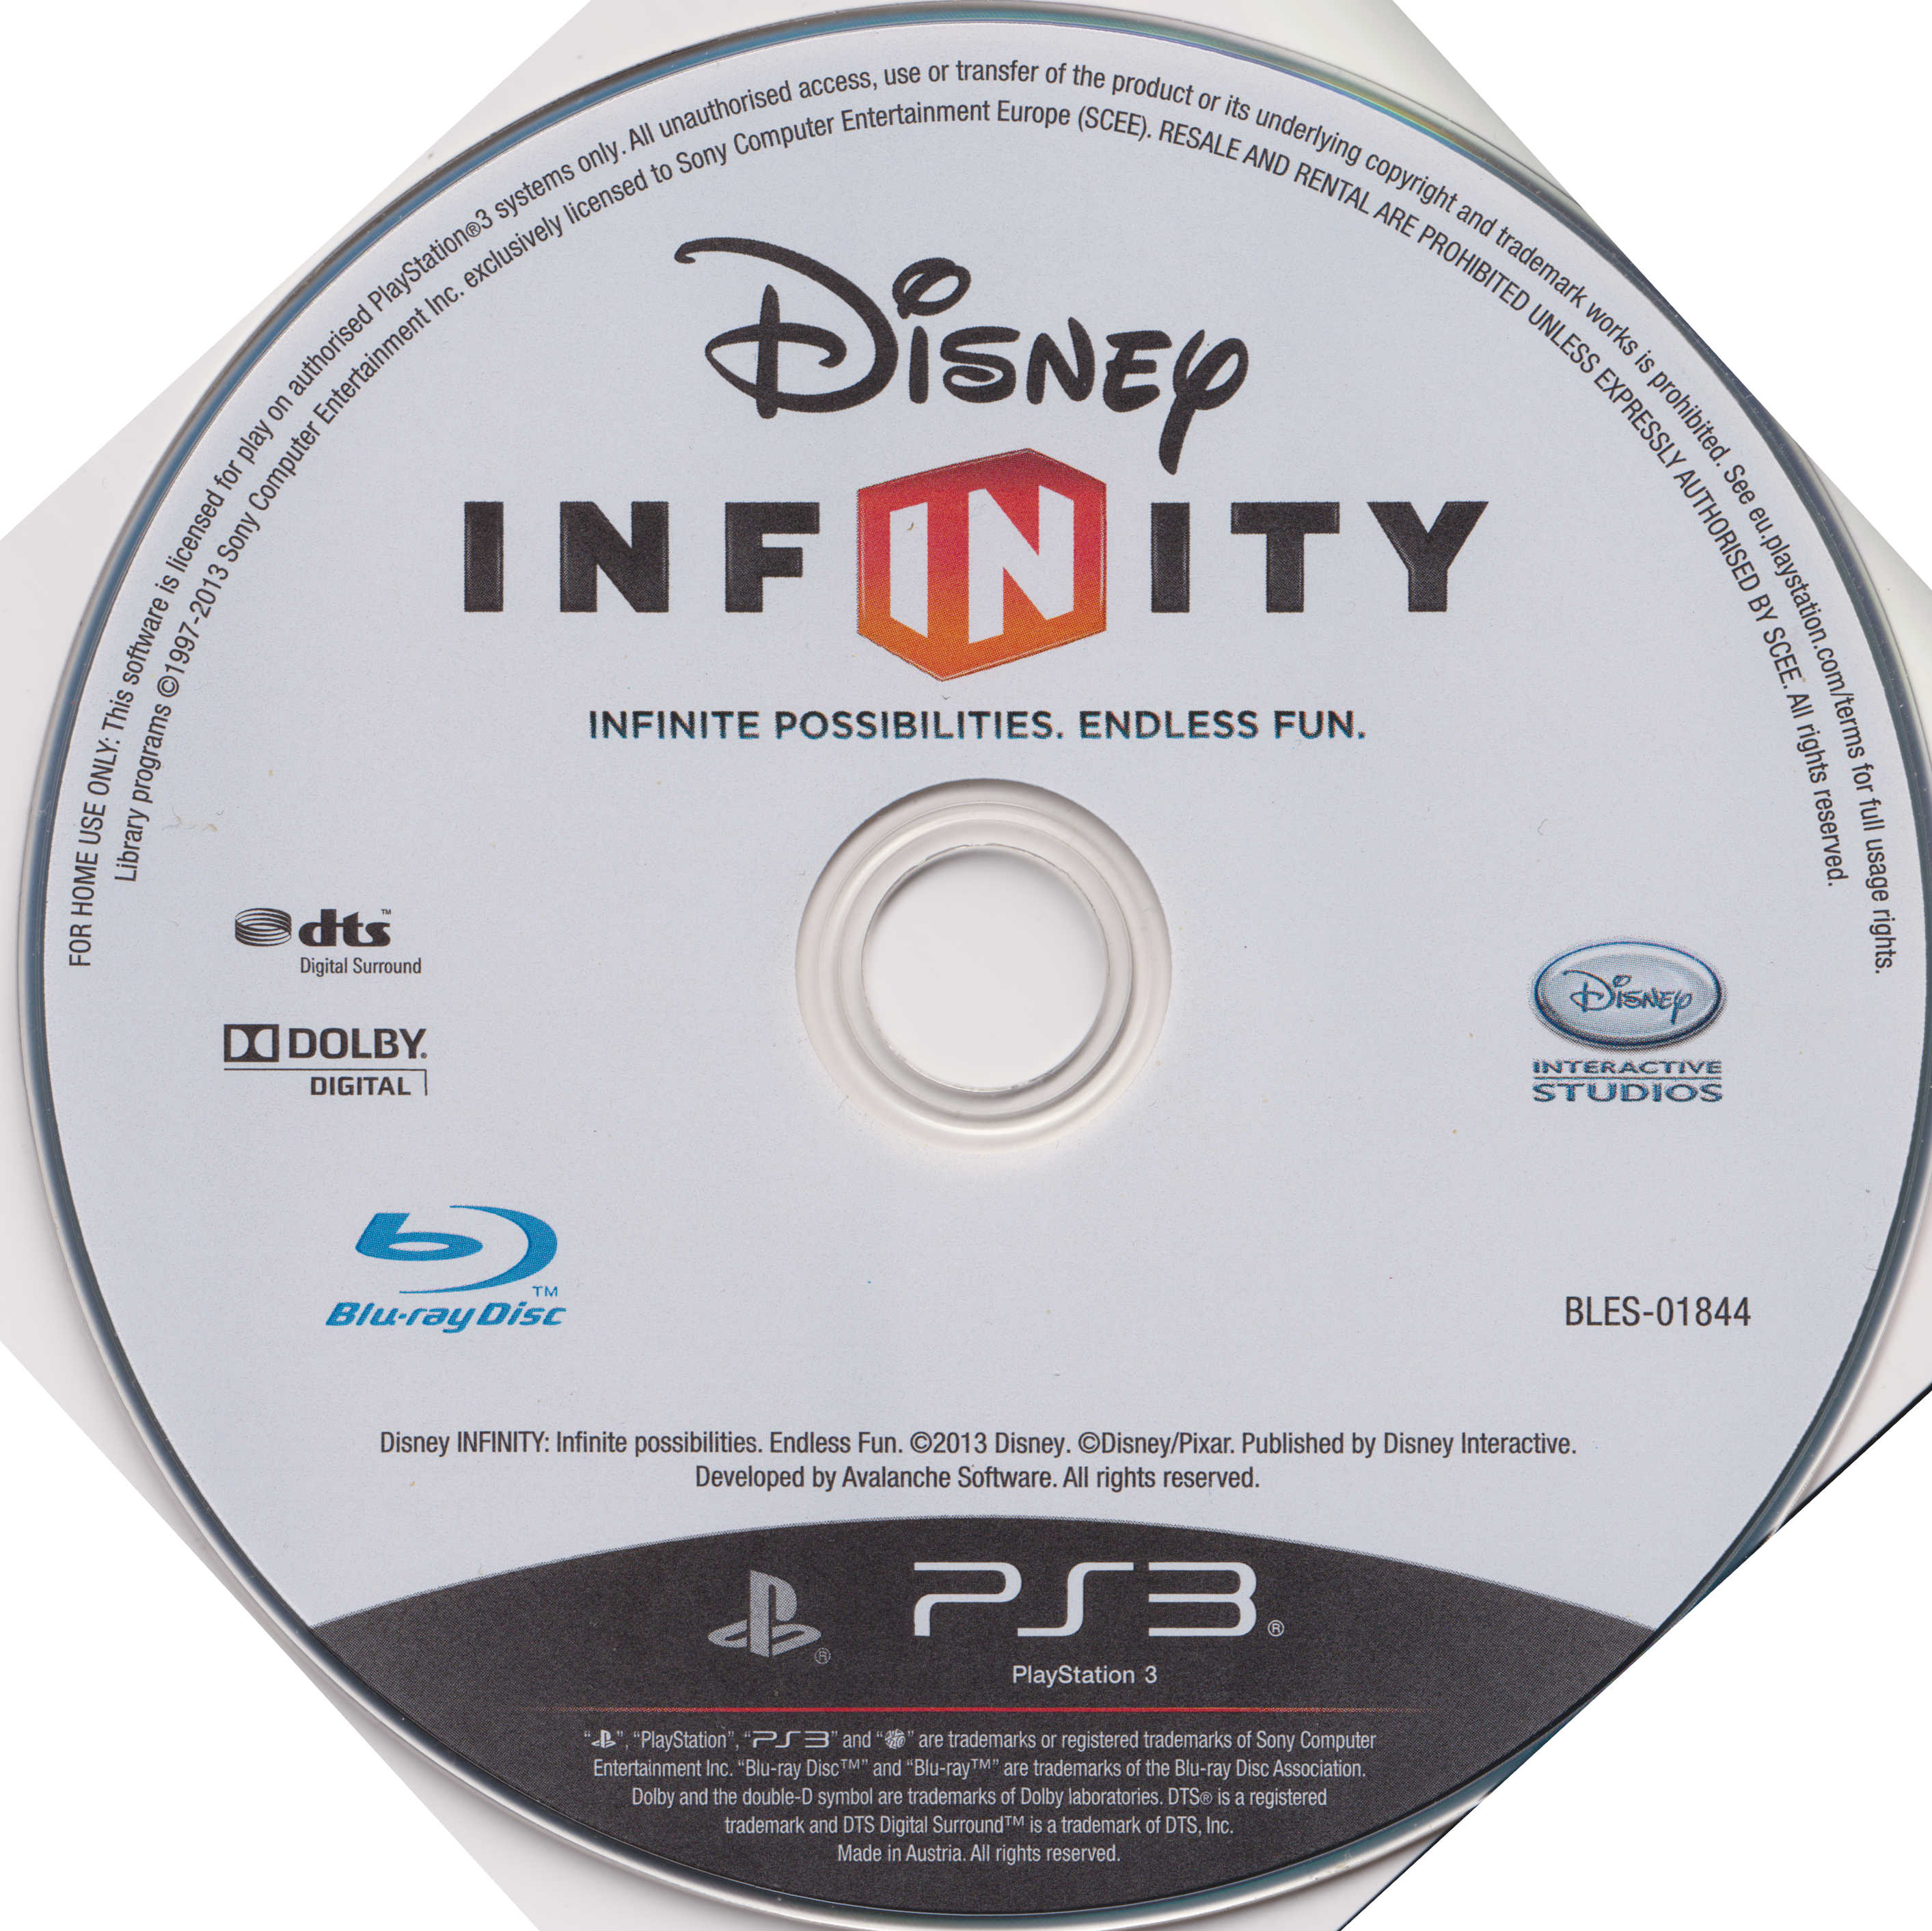 FOR HOME USE ONLY: This software is licensed for play on authorised PlayStation®3 systems only. All unauthorised access, use or transfer of the product or its underlying copyright and trademark works is prohibited. See eu.playstation.com/terms for full usage rights.
Library programs ©1997-2013 Sony Computer Entertainment Inc. exclusively licensed to Sony Computer Entertainment Europe (SCEE). RESALE AND RENTAL ARE PROHIBITED UNLESS EXPRESSLY AUTHORISED BY SCEE. All rights reserved.
Disney
INFINITY
INFINITE POSSIBILITIES. ENDLESS FUN.
dts™
Digital Surround
DOLBY®
DIGITAL
Disney
INTERACTIVE
STUDIOS
™
Blu-ray Disc
BLES-01844
Disney INFINITY: Infinite possibilities. Endless Fun. ©2013 Disney. ©Disney/Pixar. Published by Disney Interactive.
Developed by Avalanche Software. All rights reserved.
® PS3®
PlayStation 3
“ ”, “PlayStation”, “PS3” and “ ” are trademarks or registered trademarks of Sony Computer
Entertainment Inc. “Blu-ray Disc™” and “Blu-ray™” are trademarks of the Blu-ray Disc Association.
Dolby and the double-D symbol are trademarks of Dolby laboratories. DTS® is a registered
trademark and DTS Digital Surround™ is a trademark of DTS, Inc.
Made in Austria. All rights reserved.